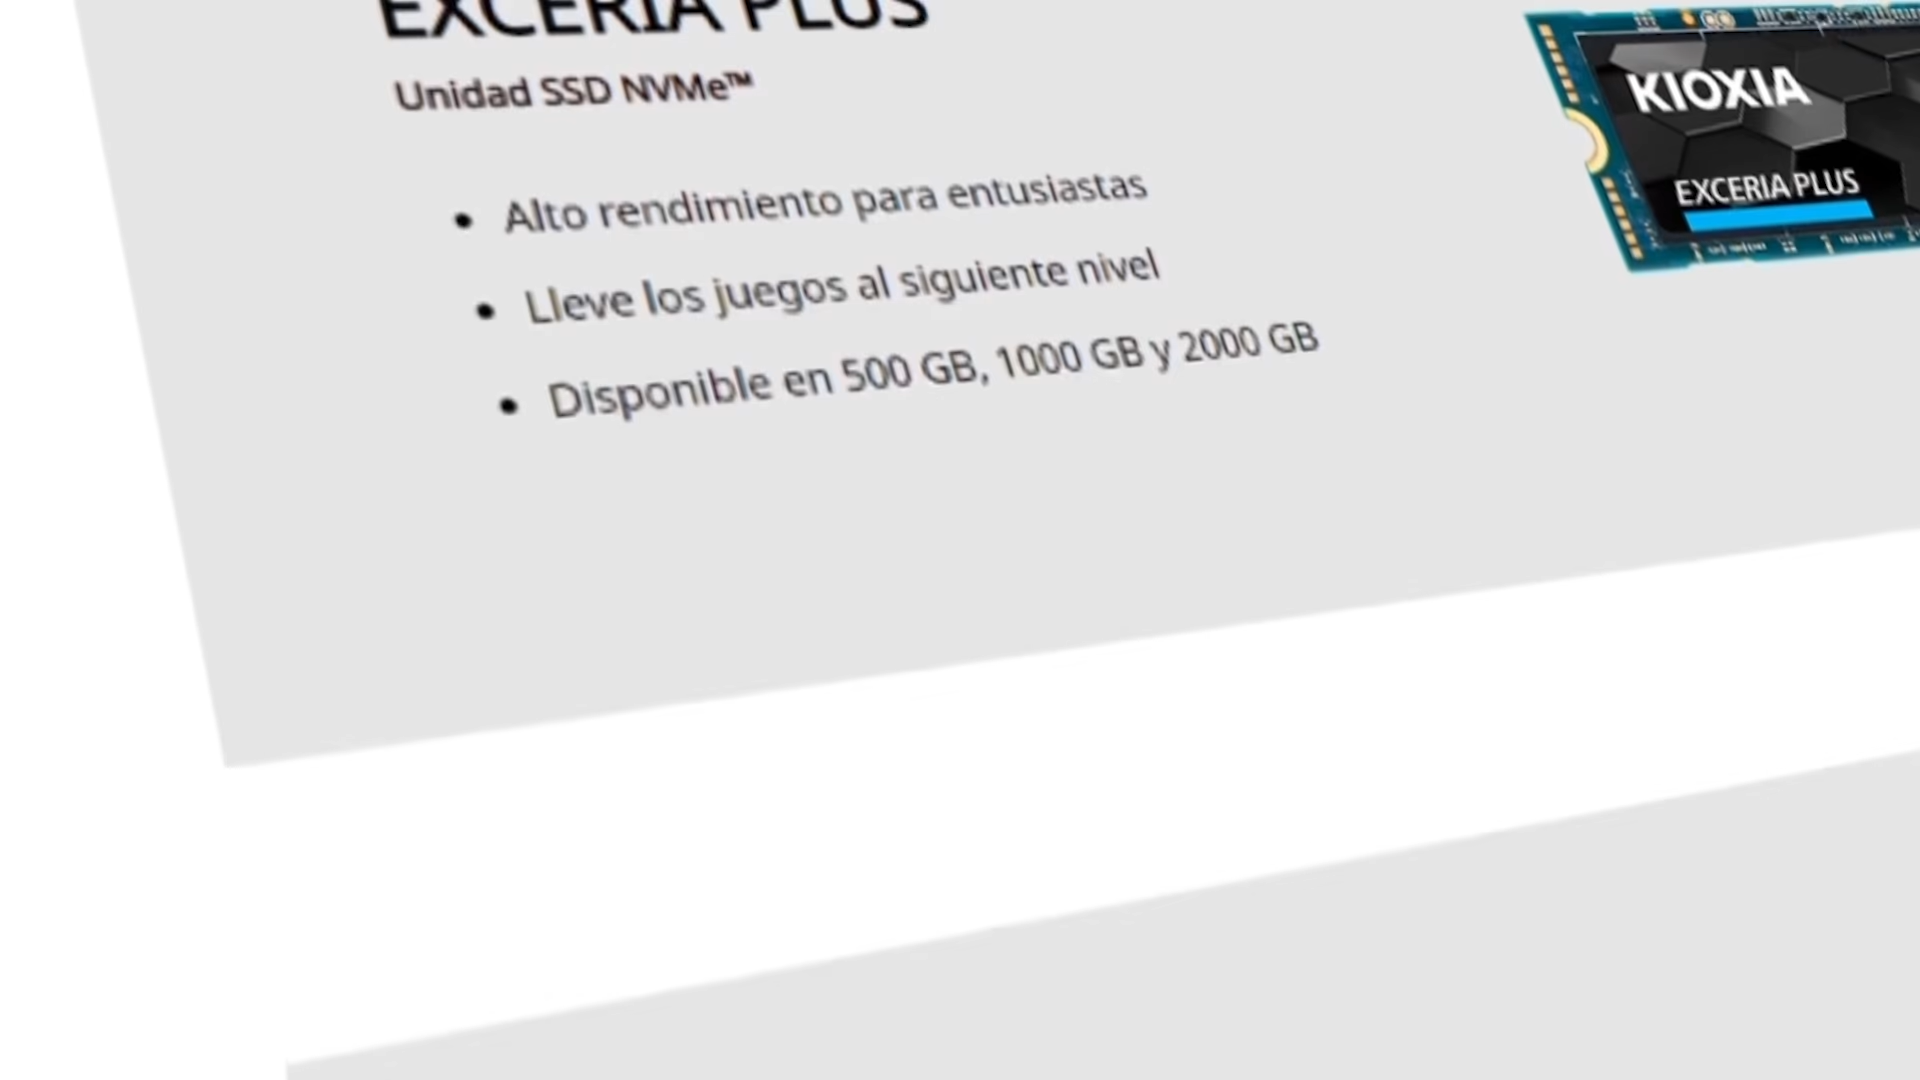 EXCERIA PLUS
Unidad SSD NVMe™
• Alto rendimiento para entusiastas
• Lleve los juegos al siguiente nivel
• Disponible en 500 GB, 1000 GB y 2000 GB
KIOXIA
EXCERIA PLUS